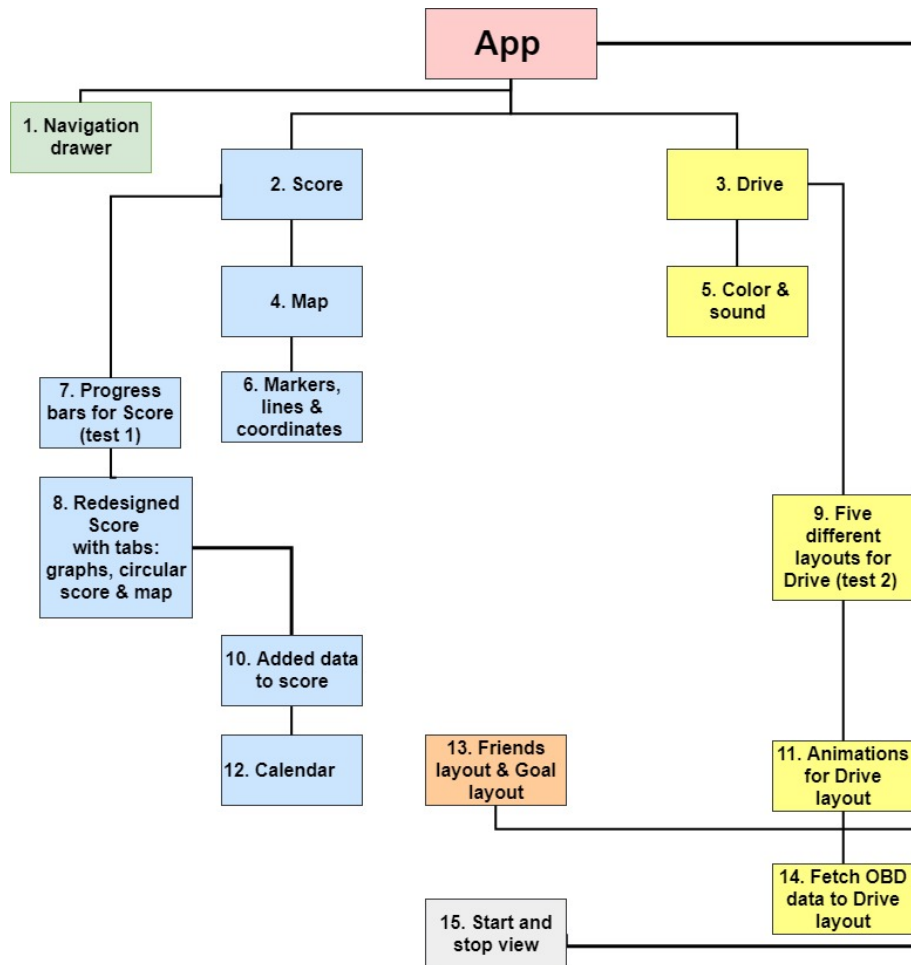 App
1. Navigation
drawer
2. Score
3. Drive
4. Map
5. Color &
sound
7. Progress
bars for Score
(test 1)
6. Markers,
lines &
coordinates
8. Redesigned
Score
with tabs:
graphs, circular
score & map
9. Five
different
layouts for
Drive (test 2)
10. Added data
to score
12. Calendar
13. Friends
layout & Goal
layout
11. Animations
for Drive
layout
14. Fetch OBD
data to Drive
layout
15. Start and
stop view